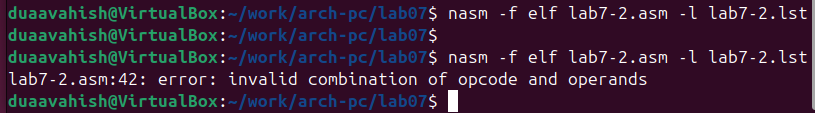 duaavahish@VirtualBox:~/work/arch-pc/lab07$ nasm -f elf lab7-2.asm -l lab7-2.lst
duaavahish@VirtualBox:~/work/arch-pc/lab07$
duaavahish@VirtualBox:~/work/arch-pc/lab07$ nasm -f elf lab7-2.asm -l lab7-2.lst
lab7-2.asm:42: error: invalid combination of opcode and operands
duaavahish@VirtualBox:~/work/arch-pc/lab07$